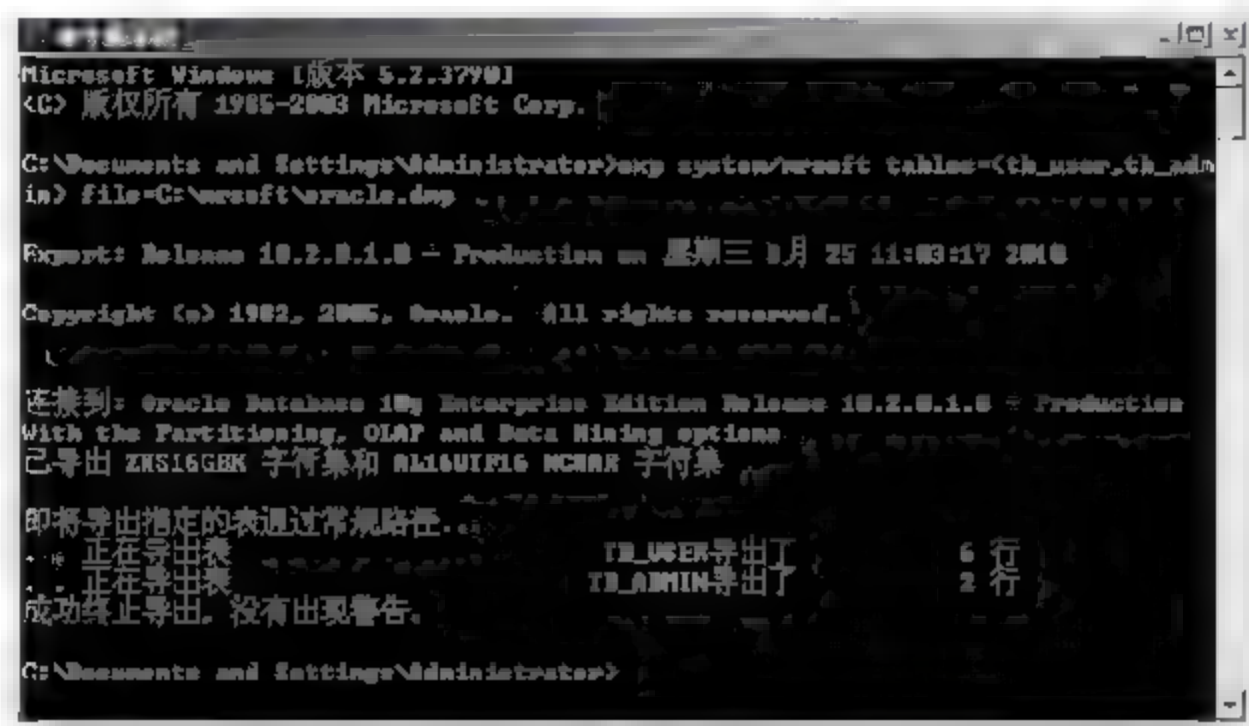 Microsoft Windows [版本 5.2.3790]
(C) 版权所有 1985-2003 Microsoft Corp.
C:\Documents and Settings\Administrator>exp system/mrsoft tables=(tb_user,tb_adm
in) file=C:\mrsoft\oracle.dmp
Export: Release 10.2.0.1.0 - Production on 星期三 8月 25 11:03:17 2010
Copyright (c) 1982, 2005, Oracle.  All rights reserved.
连接到: Oracle Database 10g Enterprise Edition Release 10.2.0.1.0 - Production
With the Partitioning, OLAP and Data Mining options
已导出 ZHS16GBK 字符集和 AL16UTF16 NCHAR 字符集
即将导出指定的表通过常规路径...
. . 正在导出表 TB_USER导出了 6 行
. . 正在导出表 TB_ADMIN导出了 2 行
成功终止导出, 没有出现警告。
C:\Documents and Settings\Administrator>